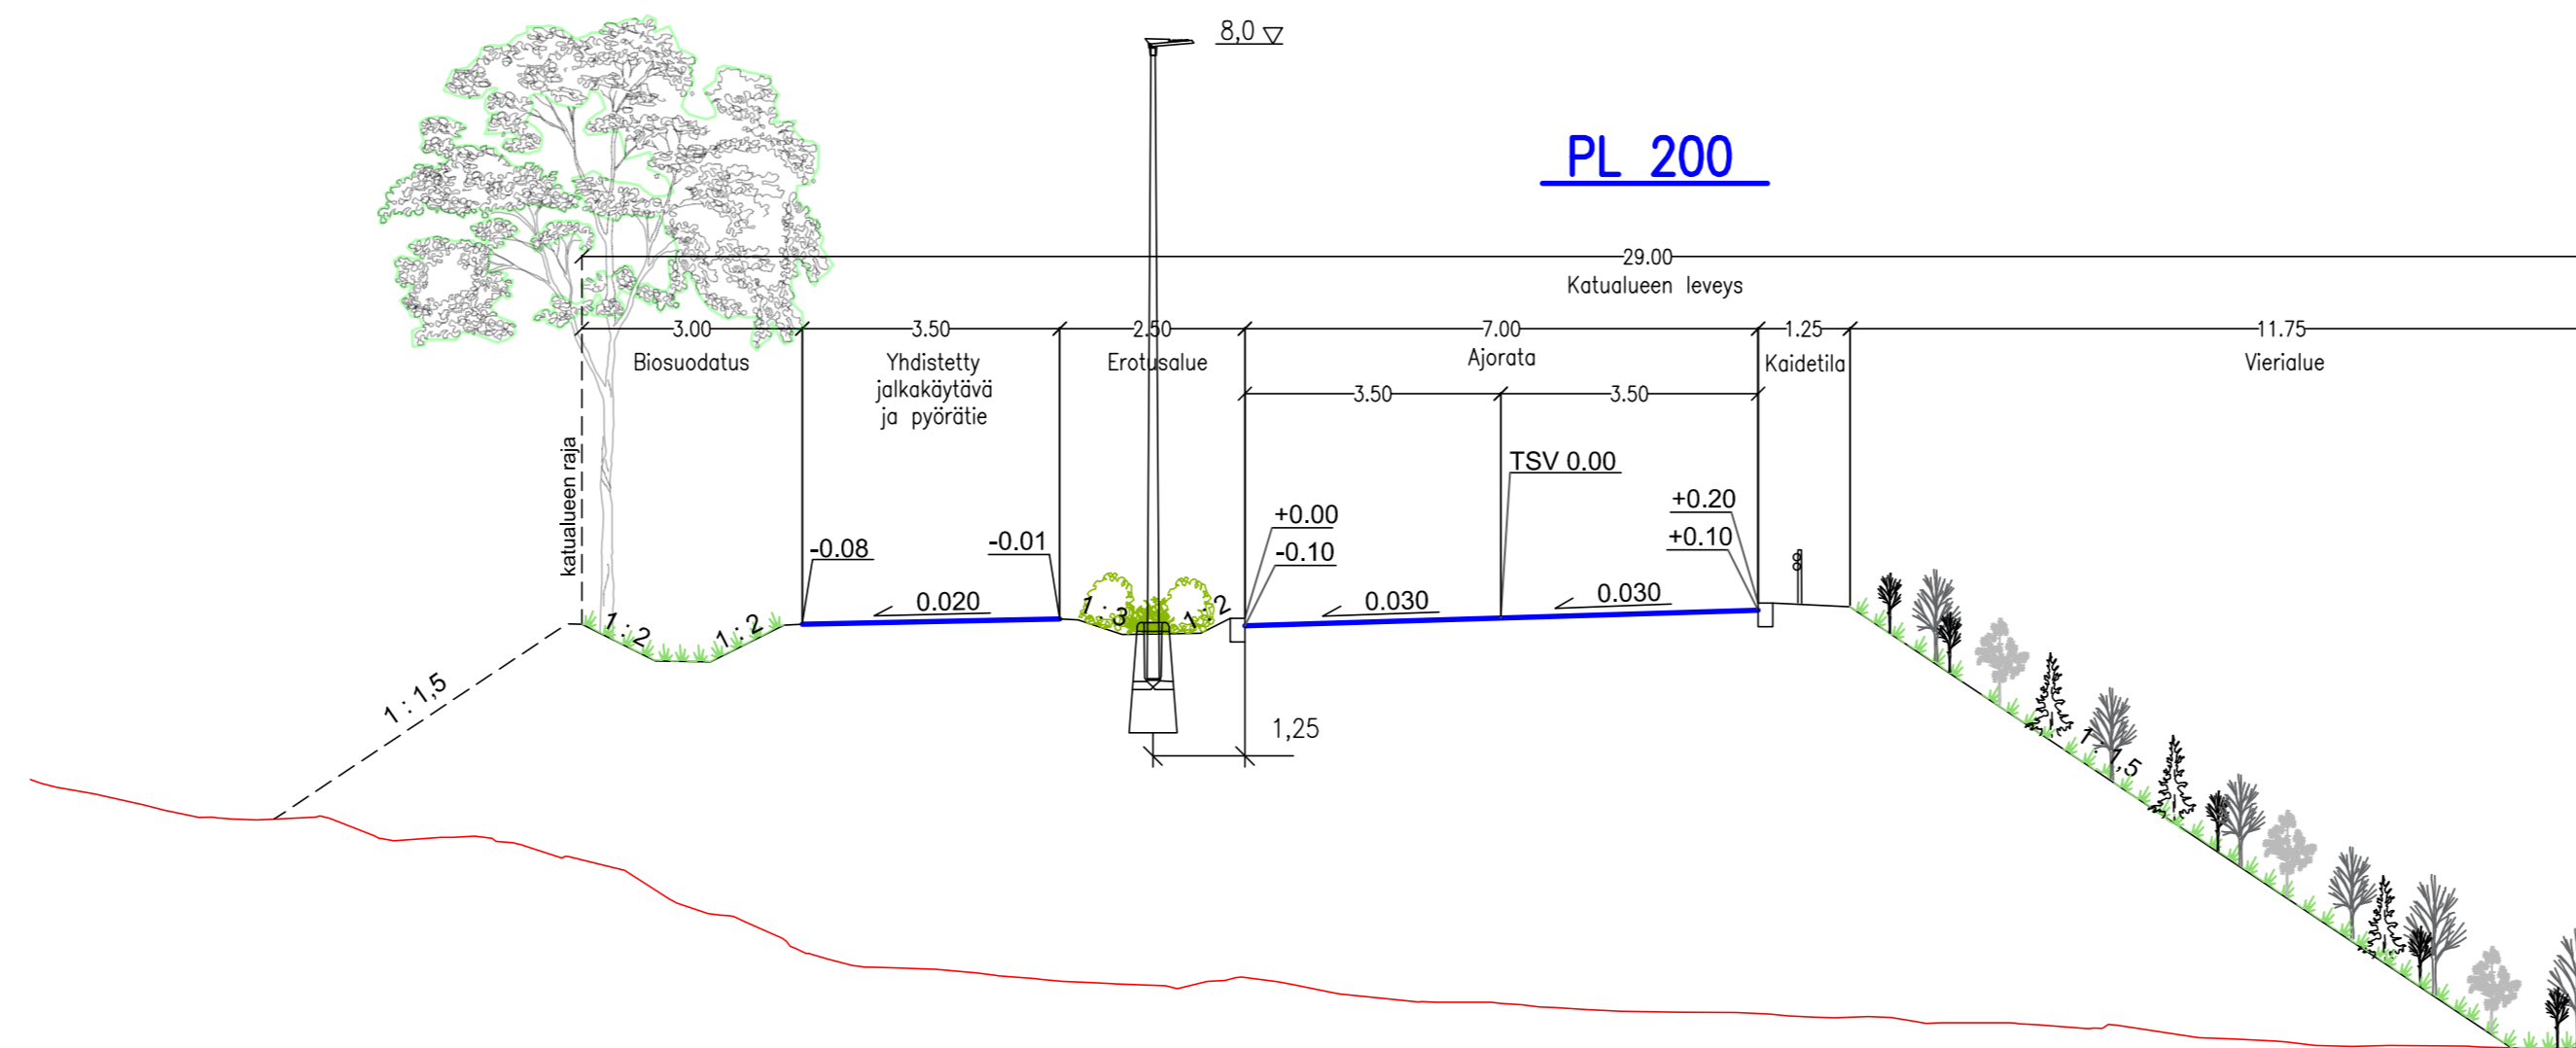 8,0
PL 200
29.00
Katualueen leveys
3.00 3.50 2.50 7.00 1.25 11.75
Biosuodatus
Yhdistetty
jalkakäytävä
ja pyörätie
Erotusalue
Ajorata
Kaidetila
Vierialue
3.50 3.50
katualueen raja
TSV 0.00
-0.08
-0.01
+0.00
-0.10
+0.20
+0.10
0.020
0.030
0.030
1:2
1:2
1:3
1:2
1:1,5
1,25
1:1,5